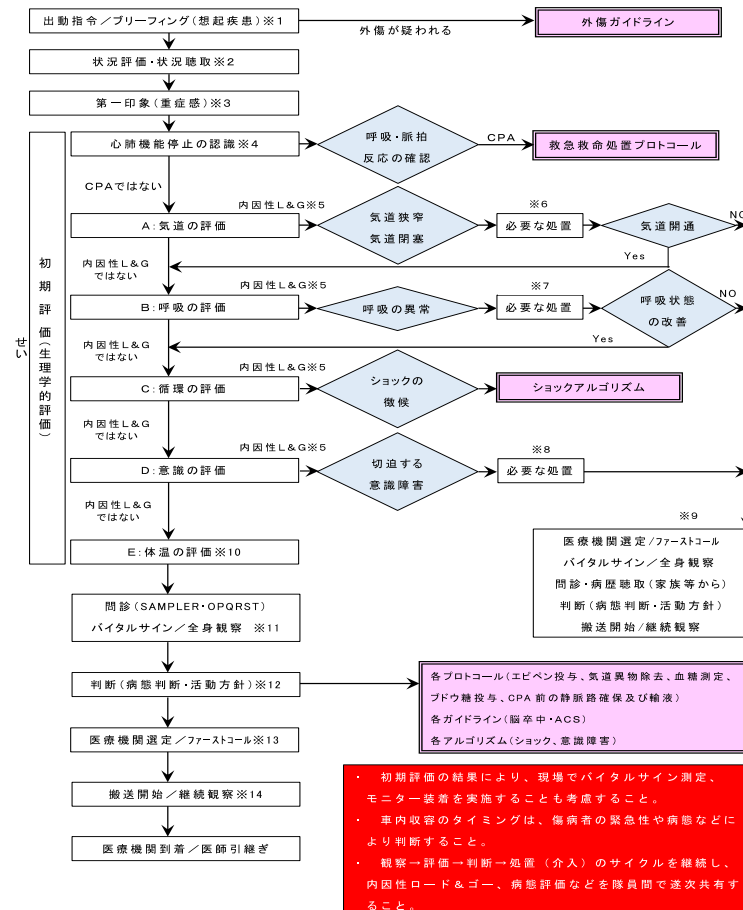 出動指令／ブリーフィング（想起疾患）※１
外傷が疑われる
外傷ガイドライン
状況評価・状況聴取※２
第一印象（重症感）※３
心肺機能停止の認識※４
呼吸・脈拍
反応の確認
CPA
救急救命処置プロトコール
CPAではない
内因性Ｌ＆Ｇ※５
Ａ：気道の評価
気道狭窄
気道閉塞
※６
必要な処置
気道開通
NO
Yes
内因性Ｌ＆Ｇ
ではない
内因性Ｌ＆Ｇ※５
Ｂ：呼吸の評価
呼吸の異常
※７
必要な処置
呼吸状態
の改善
NO
Yes
初期評価（生理学的評価）
せい
内因性Ｌ＆Ｇ
ではない
内因性Ｌ＆Ｇ※５
Ｃ：循環の評価
ショックの
徴候
ショックアルゴリズム
内因性Ｌ＆Ｇ
ではない
内因性Ｌ＆Ｇ※５
Ｄ：意識の評価
切迫する
意識障害
※８
必要な処置
内因性Ｌ＆Ｇ
ではない
Ｅ：体温の評価※10
※９
医療機関選定/ファーストコール
バイタルサイン／全身観察
問診・病歴聴取（家族等から）
判断（病態判断・活動方針）
搬送開始/継続観察
問診（SAMPLER・OPQRST）
バイタルサイン／全身観察　※11
判断（病態判断・活動方針）※12
各プロトコール（エピペン投与、気道異物除去、血糖測定、
ブドウ糖投与、CPA 前の静脈路確保及び輸液）
各ガイドライン（脳卒中・ACS）
各アルゴリズム（ショック、意識障害）
医療機関選定／ファーストコール※13
搬送開始／継続観察※14
医療機関到着／医師引継ぎ
・　初期評価の結果により、現場でバイタルサイン測定、
モニター装着を実施することも考慮すること。
・　車内収容のタイミングは、傷病者の緊急性や病態などに
より判断すること。
・　観察→評価→判断→処置（介入）のサイクルを継続し、
内因性ロード＆ゴー、病態評価などを隊員間で逐次共有す
ること。